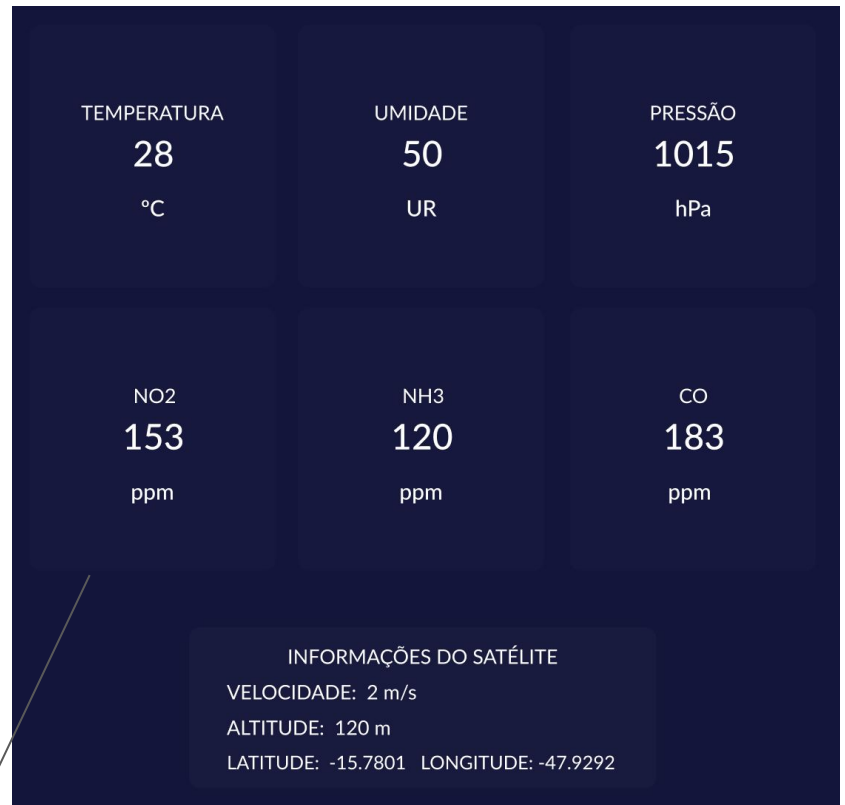 TEMPERATURA
28
°C
UMIDADE
50
UR
PRESSÃO
1015
hPa
NO2
153
ppm
NH3
120
ppm
CO
183
ppm
INFORMAÇÕES DO SATÉLITE
VELOCIDADE: 2 m/s
ALTITUDE: 120 m
LATITUDE: -15.7801 LONGITUDE: -47.9292